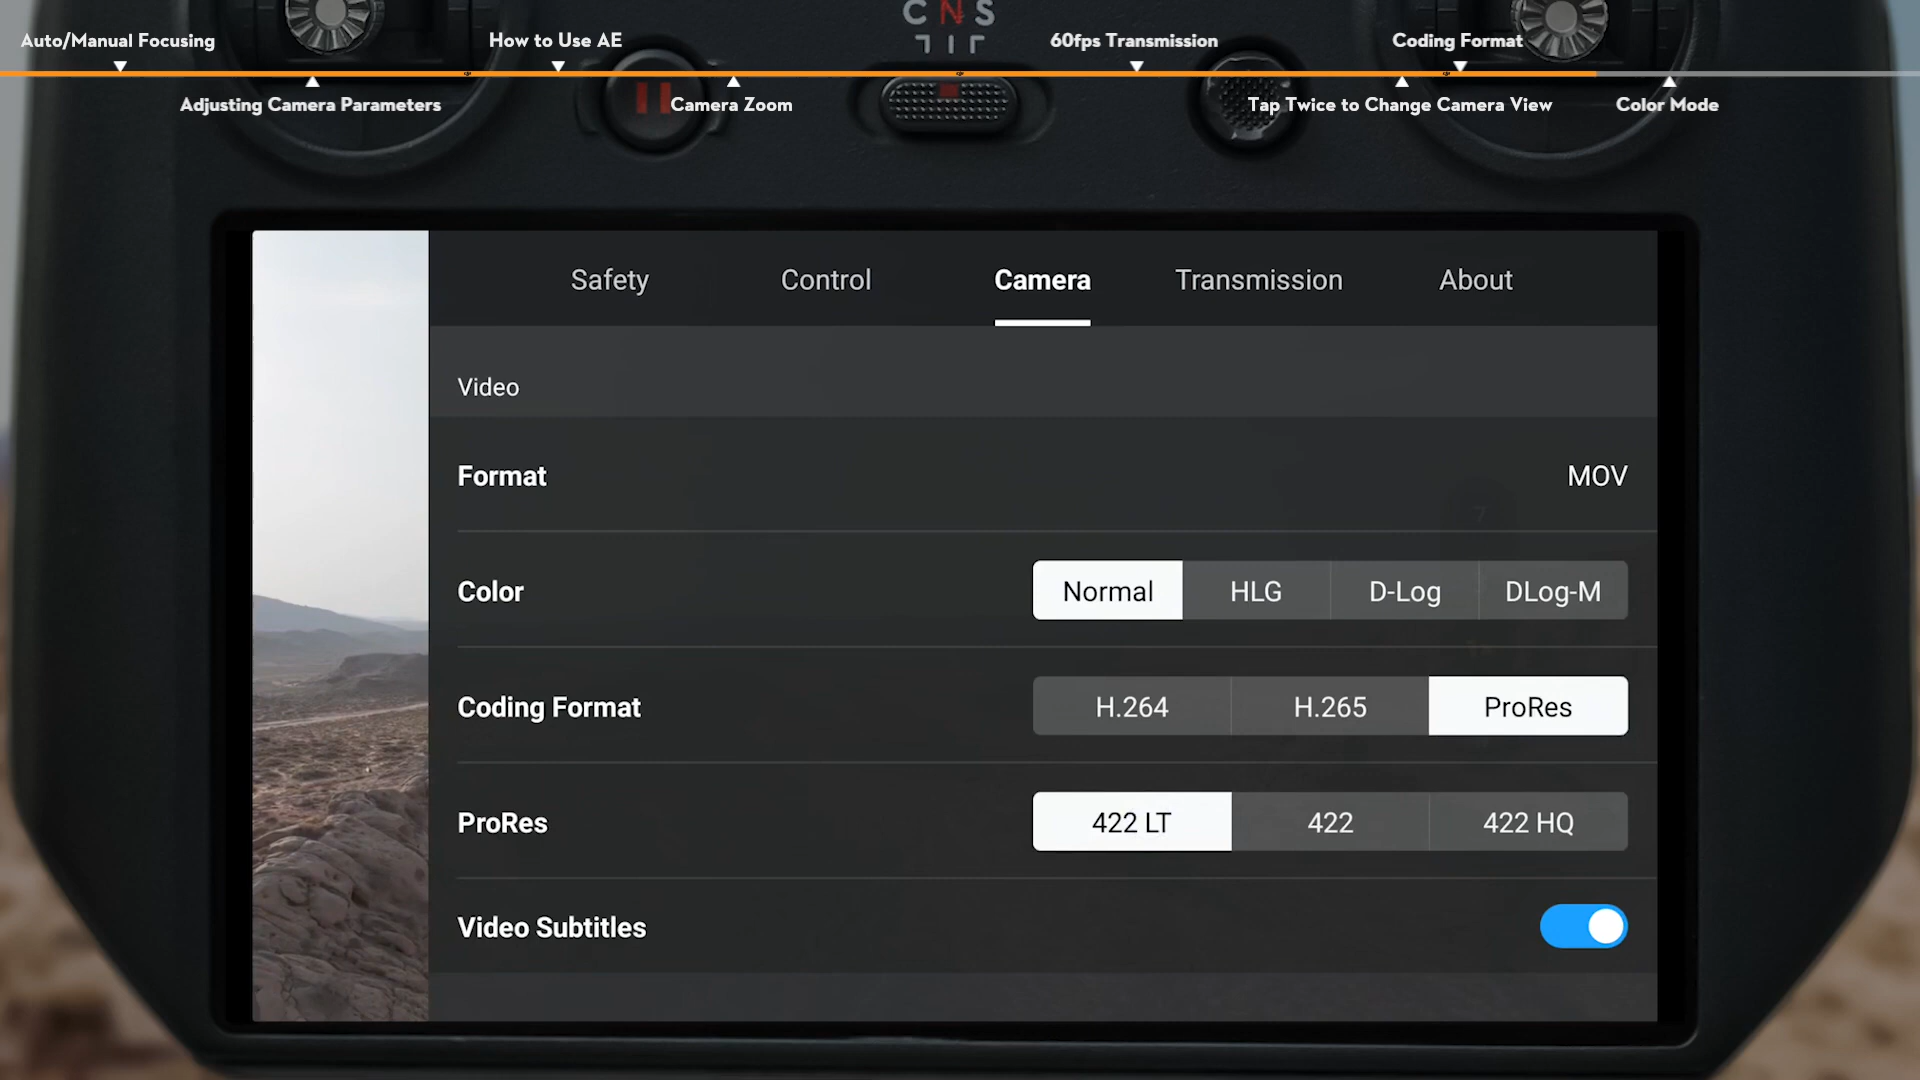 C N S
Auto/Manual Focusing
How to Use AE
60fps Transmission
Coding Format
Adjusting Camera Parameters
Camera Zoom
Tap Twice to Change Camera View
Color Mode
Safety
Control
Camera
Transmission
About
Video
Format
MOV
Color
Normal
HLG
D-Log
DLog-M
Coding Format
H.264
H.265
ProRes
ProRes
422 LT
422
422 HQ
Video Subtitles